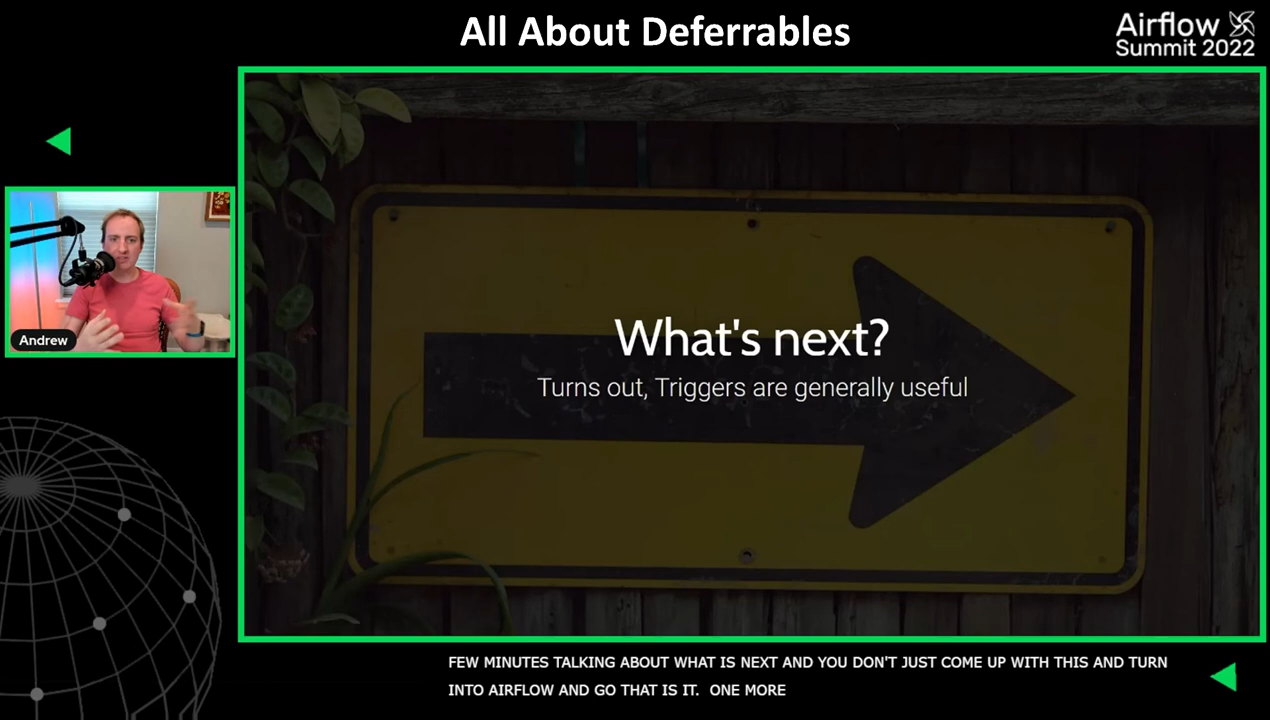 All About Deferrables
Airflow
Summit 2022
Andrew
What's next?
Turns out, Triggers are generally useful
FEW MINUTES TALKING ABOUT WHAT IS NEXT AND YOU DON'T JUST COME UP WITH THIS AND TURN
INTO AIRFLOW AND GO THAT IS IT.  ONE MORE